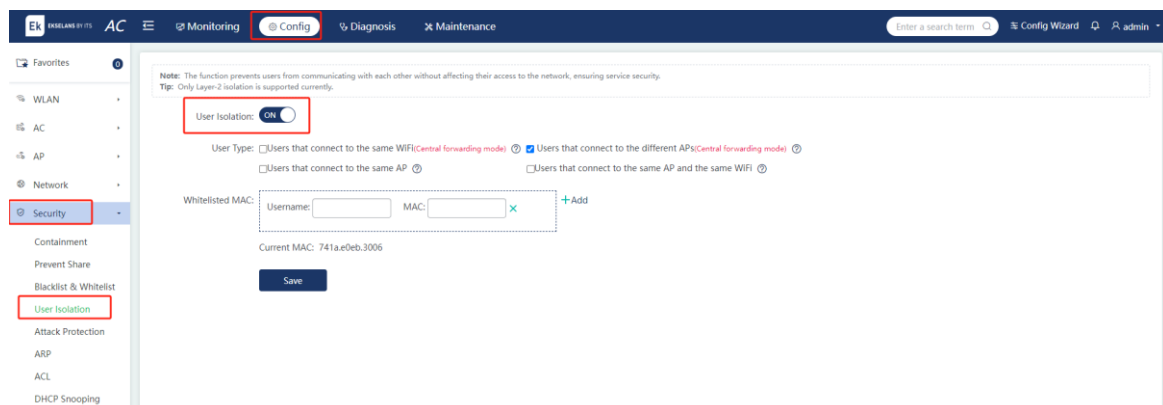 Ek EKSELANS BY ITS AC Monitoring Config Diagnosis Maintenance Enter a search term Config Wizard admin
Favorites 0
WLAN
AC
AP
Network
Security
Containment
Prevent Share
Blacklist & Whitelist
User Isolation
Attack Protection
ARP
ACL
DHCP Snooping
Note: The function prevents users from communicating with each other without affecting their access to the network, ensuring service security.
Tip: Only Layer-2 isolation is supported currently.
User Isolation: ON
User Type: Users that connect to the same WiFi(Central forwarding mode) ? Users that connect to the different APs(Central forwarding mode) ?
Users that connect to the same AP ? Users that connect to the same AP and the same WiFi ?
Whitelisted MAC: Username: MAC: × +Add
Current MAC: 741a.e0eb.3006
Save